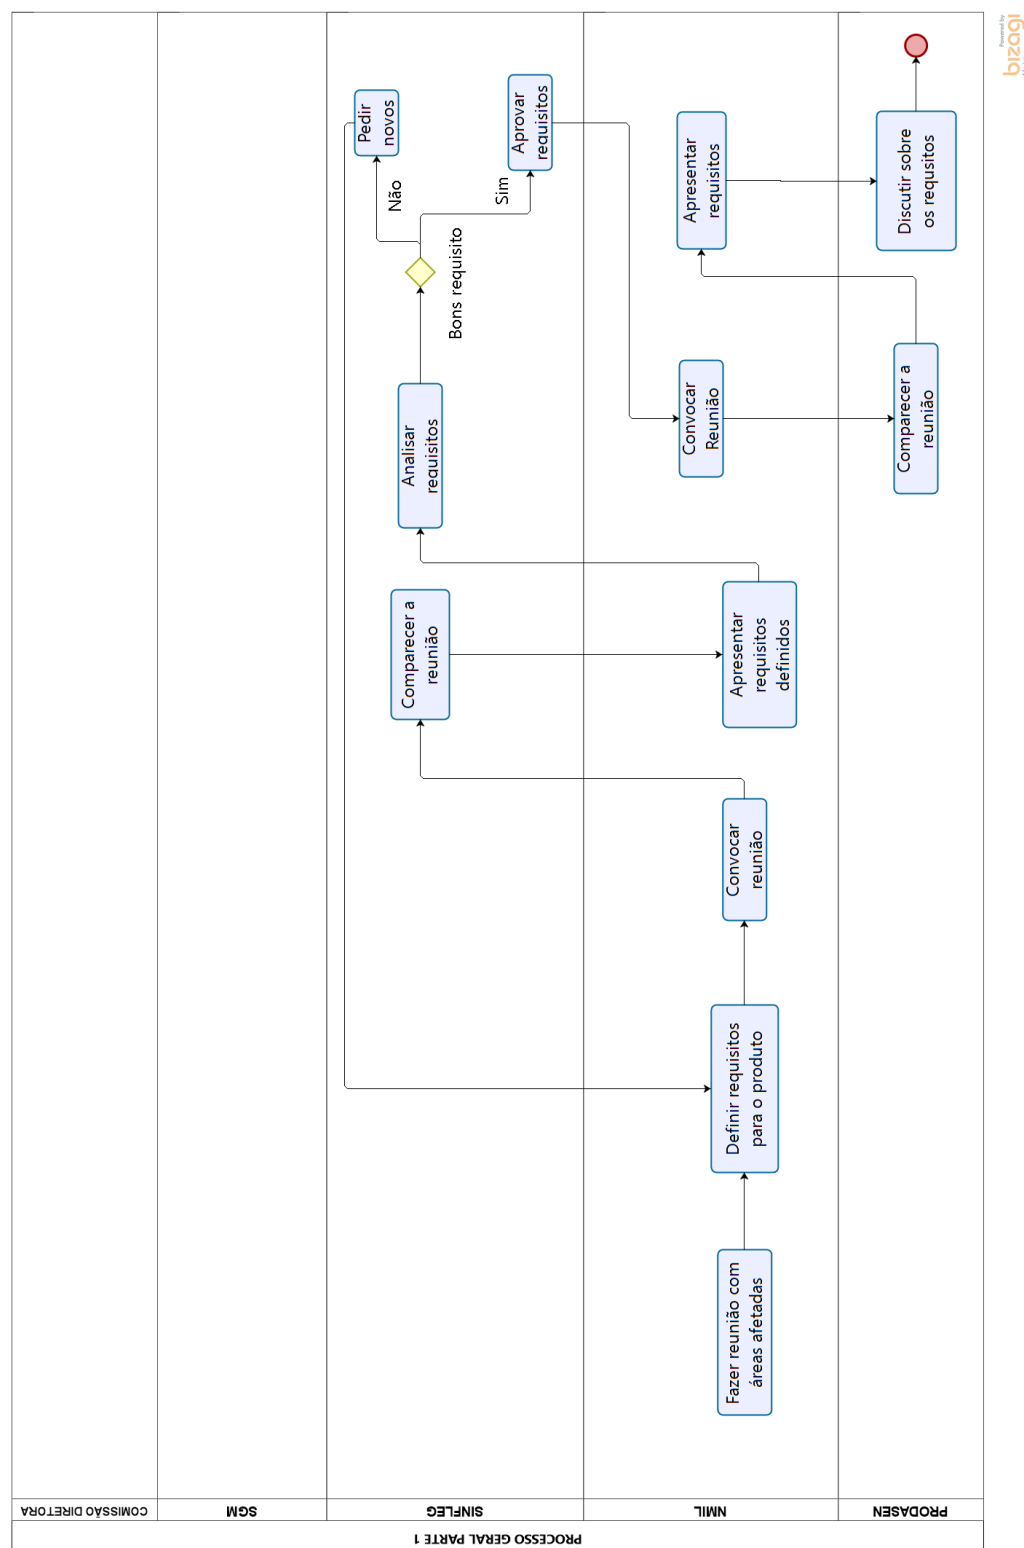 PROCESSO GERAL PARTE 1
COMISSÃO DIRETORA
SGM
SINFLEG
NMIL
PRODASEN
Fazer reunião com
áreas afetadas
Definir requisitos
para o produto
Convocar
reunião
Comparecer a
reunião
Apresentar
requisitos
definidos
Analisar
requisitos
Bons requisito
Não
Pedir
novos
Sim
Aprovar
requisitos
Convocar
Reunião
Comparecer a
reunião
Apresentar
requisitos
Discutir sobre
os requsitos
Powered by
bizagi